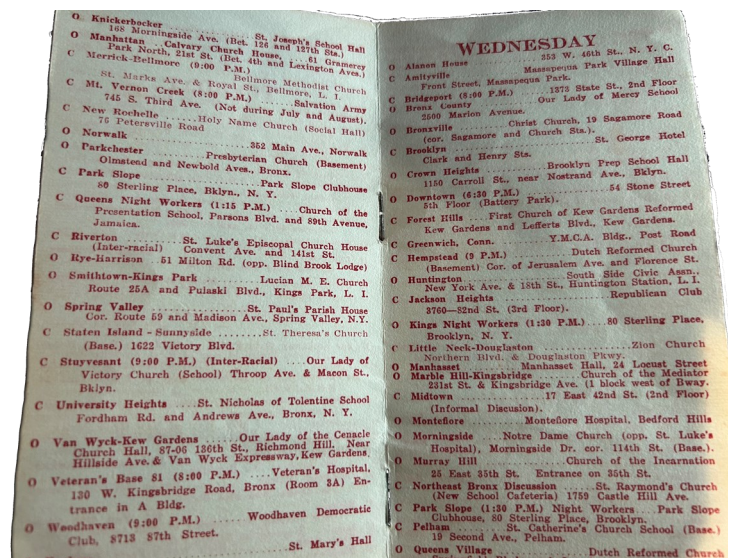 O Knickerbocker ........ St. Joseph's School Hall
168 Morningside Ave. (Bet. 126 and 127th Sts.)
O Manhattan ....Calvary Church House, ....61 Gramercy
Park North, 21st St. (Bet. 4th and Lexington Aves.)
C Merrick-Bellmore (9:00 P.M.)
Bellmore Methodist Church
St. Marks Ave. & Royal St., Bellmore, L. I.
C Mt. Vernon Creek (8:00 P.M.) ........Salvation Army
745 S. Third Ave. (Not during July and August).
C New Rochelle ......Holy Name Church (Social Hall)
76 Petersville Road
O Norwalk ....................352 Main Ave., Norwalk
O Parkchester ..........Presbyterian Church (Basement)
Olmstead and Newbold Aves., Bronx.
C Park Slope ....................Park Slope Clubhouse
80 Sterling Place, Bklyn., N. Y.
C Queens Night Workers (1:15 P.M.) ....Church of the
Presentation School, Parsons Blvd. and 89th Avenue,
Jamaica.
C Riverton ............St. Luke's Episcopal Church House
(Inter-racial) Convent Ave. and 141st St.
O Rye-Harrison ..51 Milton Rd. (opp. Blind Brook Lodge)
O Smithtown-Kings Park ..........Lucian M. E. Church
Route 25A and Pulaski Blvd., Kings Park, L. I.
O Spring Valley ................St. Paul's Parish House
Cor. Route 59 and Madison Ave., Spring Valley, N.Y.
C Staten Island - Sunnyside ........St. Theresa's Church
(Base.) 1622 Victory Blvd.
C Stuyvesant (9:00 P.M.) (Inter-Racial) ....Our Lady of
Victory Church (School) Throop Ave. & Macon St.,
Bklyn.
C University Heights ....St. Nicholas of Tolentine School
Fordham Rd. and Andrews Ave., Bronx, N. Y.
O Van Wyck-Kew Gardens ......Our Lady of the Cenacle
Church Hall, 87-06 136th St., Richmond Hill. Near
Hillside Ave. & Van Wyck Expressway, Kew Gardens,
O Veteran's Base 81 (8:00 P.M.) ....Veteran's Hospital,
130 W. Kingsbridge Road, Bronx (Room 3A) En-
trance in A Bldg.
O Woodhaven (9:00 P.M.) ........Woodhaven Democratic
Club, 8713 87th Street.
St. Mary's Hall
WEDNESDAY
O Alanon House ..............353 W. 46th St., N. Y. C.
C Amityville ..............Massapequa Park Village Hall
Front Street, Massapequa Park.
C Bridgeport (8:00 P.M.) ......1373 State St., 2nd Floor
O Bronx County ..............Our Lady of Mercy School
2500 Marion Avenue.
O Bronxville ..........Christ Church, 19 Sagamore Road
(cor. Sagamore and Church Sts.).
C Brooklyn ..........................St. George Hotel
Clark and Henry Sts.
O Crown Heights ..............Brooklyn Prep School Hall
1150 Carroll St., near Nostrand Ave., Bklyn.
O Downtown (6:30 P.M.) ................54 Stone Street
5th Floor (Battery Park).
C Forest Hills ......First Church of Kew Gardens Reformed
Kew Gardens and Lefferts Blvd., Kew Gardens.
C Greenwich, Conn. ..........Y.M.C.A. Bldg., Post Road
C Hempstead (9 P.M.) ..............Dutch Reformed Church
(Basement) Cor. of Jerusalem Ave. and Florence St.
O Huntington ..................South Side Civic Assn.,
New York Ave. & 18th St., Huntington Station, L. I.
C Jackson Heights ....................Republican Club
3760—82nd St. (3rd Floor).
O Kings Night Workers (1:30 P.M.) ....80 Sterling Place,
Brooklyn, N. Y.
C Little Neck-Douglaston ................Zion Church
Northern Blvd. & Douglaston Pkwy.
O Manhasset ............Manhasset Hall, 24 Locust Street
O Marble Hill-Kingsbridge ......Church of the Mediator
231st St. & Kingsbridge Ave. (1 block west of Bway.
C Midtown ..............17 East 42nd St. (2nd Floor)
(Informal Discusion).
O Montefiore ..........Montefiore Hospital, Bedford Hills
O Morningside ......Notre Dame Church (opp. St. Luke's
Hospital), Morningside Dr. cor. 114th St. (Base.).
O Murray Hill ..............Church of the Incarnation
25 East 35th St. Entrance on 35th St.
C Northeast Bronx Discussion ......St. Raymond's Church
(New School Cafeteria) 1759 Castle Hill Ave.
C Park Slope (1:30 P.M.) Night Workers ....Park Slope
Clubhouse, 80 Sterling Place, Brooklyn.
C Pelham ............St. Catherine's Church School (Base.)
19 Second Ave., Pelham.
O Queens Village ..............Dutch Reformed Church